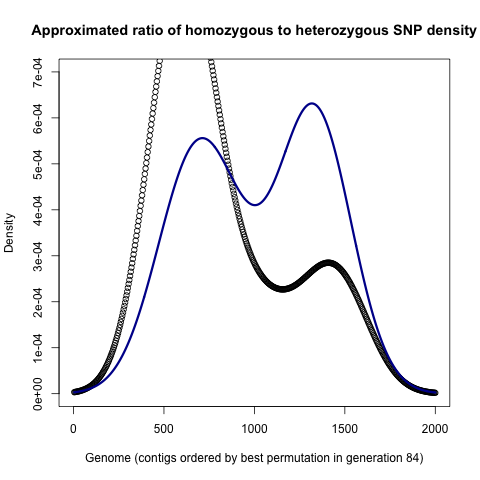 Approximated ratio of homozygous to heterozygous SNP density
7e-04
6e-04
5e-04
4e-04
3e-04
2e-04
1e-04
0e+00
Density
0 500 1000 1500 2000
Genome (contigs ordered by best permutation in generation 84)